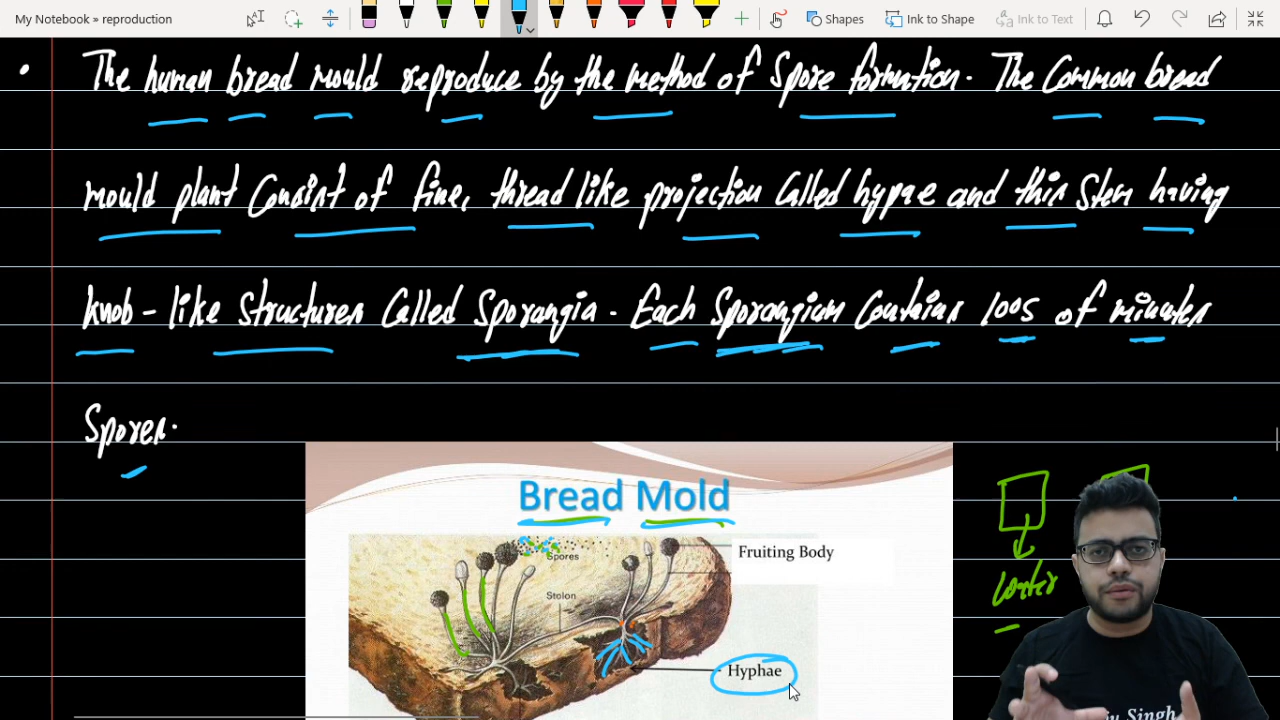 My Notebook » reproduction
Shapes
Ink to Shape
Ink to Text
The human bread mould reproduce by the method of Spore formation. The Common bread
mould plant Consist of fine, thread like projection Called hypae and thin Stem having
knob-like structures Called Sporangia. Each Sporangium Contains 100s of minutes
Spores.
Bread Mold
Spores
Fruiting Body
Stolon
Hyphae
Singh